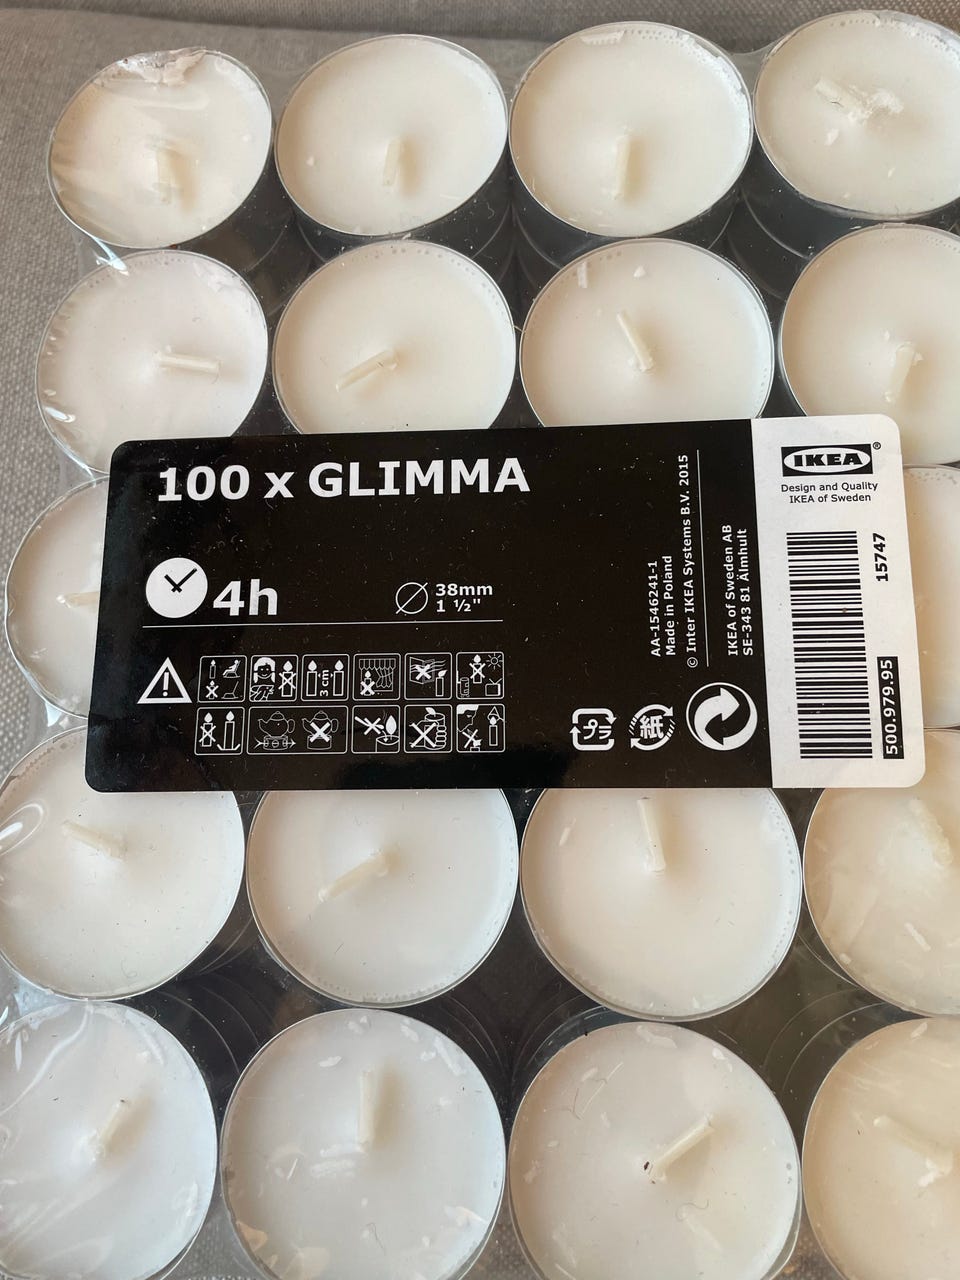 100 x GLIMMA
4h
38mm
1 ½"
3 cm
AA-1546241-1
Made in Poland
© Inter IKEA Systems B.V. 2015
IKEA of Sweden AB
SE-343 81 Älmhult
IKEA®
Design and Quality
IKEA of Sweden
15747
500.979.95
プラ
紙